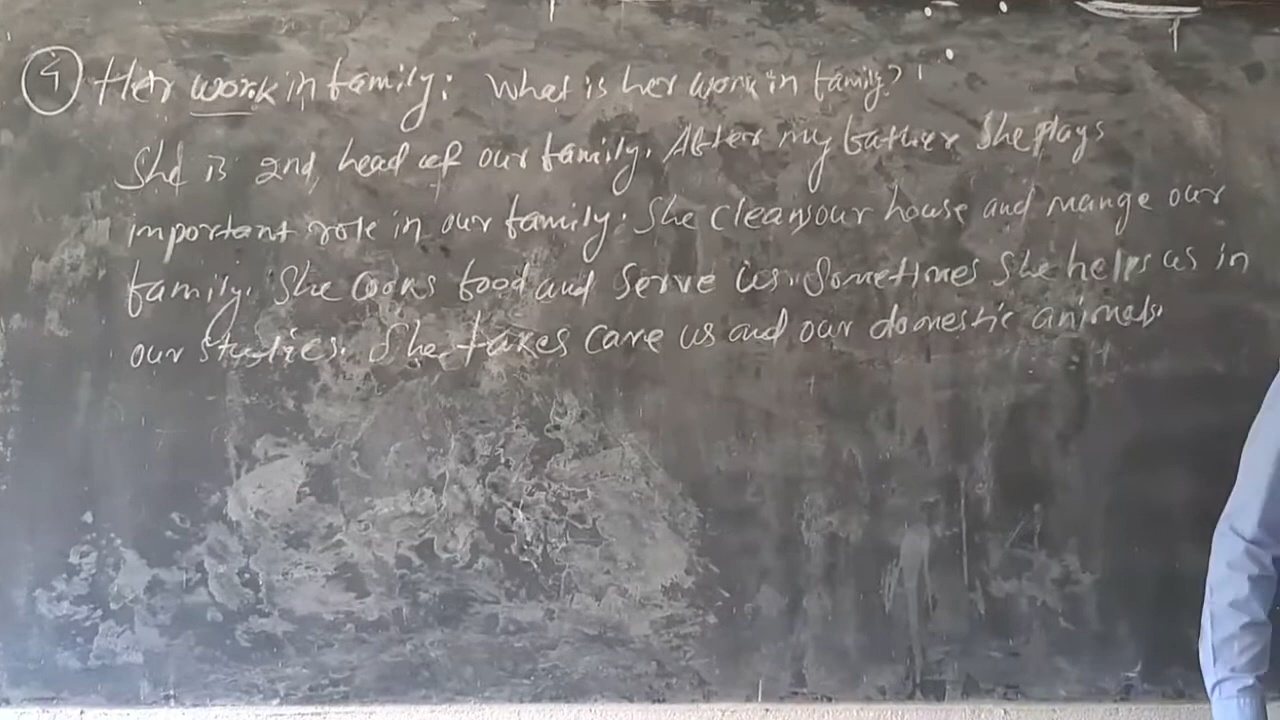 4 Her work in family: What is her work in family?
She is 2nd head of our family. After my father she plays
important role in our family. She cleans our house and mange our
family. She cooks food and serve us. Sometimes she helps us in
our studies. She takes care us and our domestic animals.